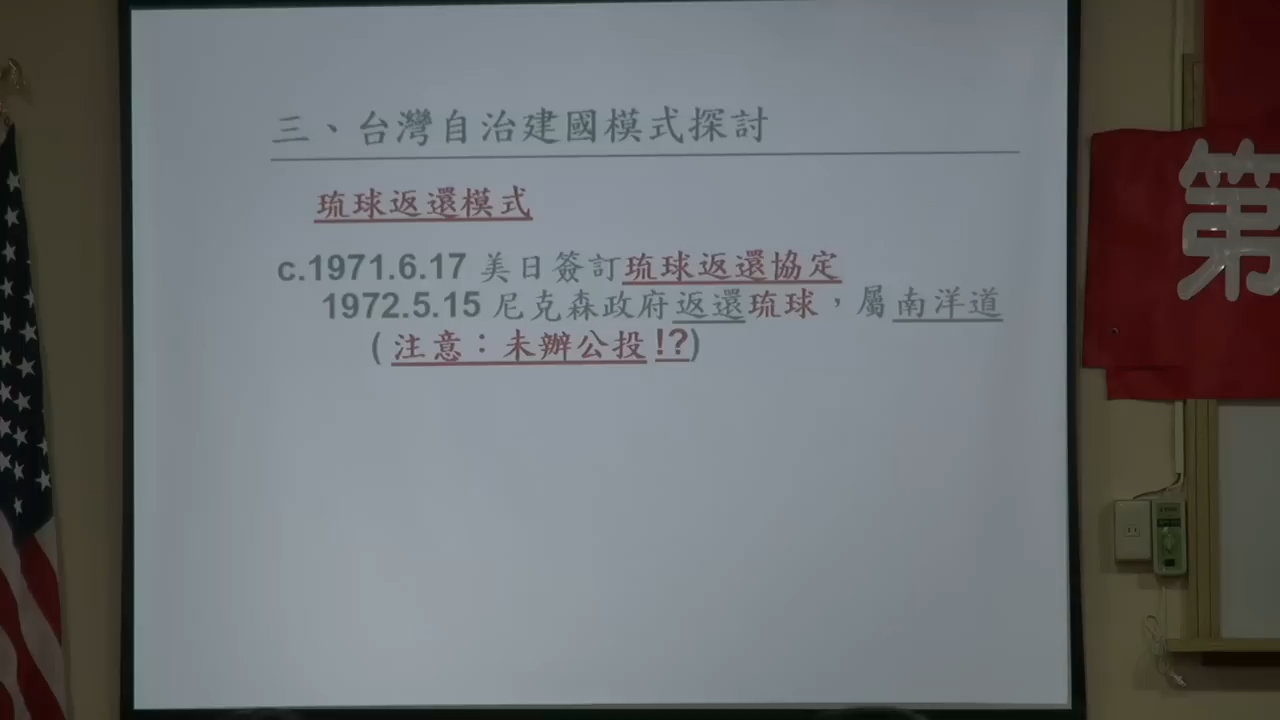 三、台灣自治建國模式探討
琉球返還模式
c.1971.6.17 美日簽訂琉球返還協定
1972.5.15 尼克森政府返還琉球，屬南洋道
(注意：未辦公投!?)
第